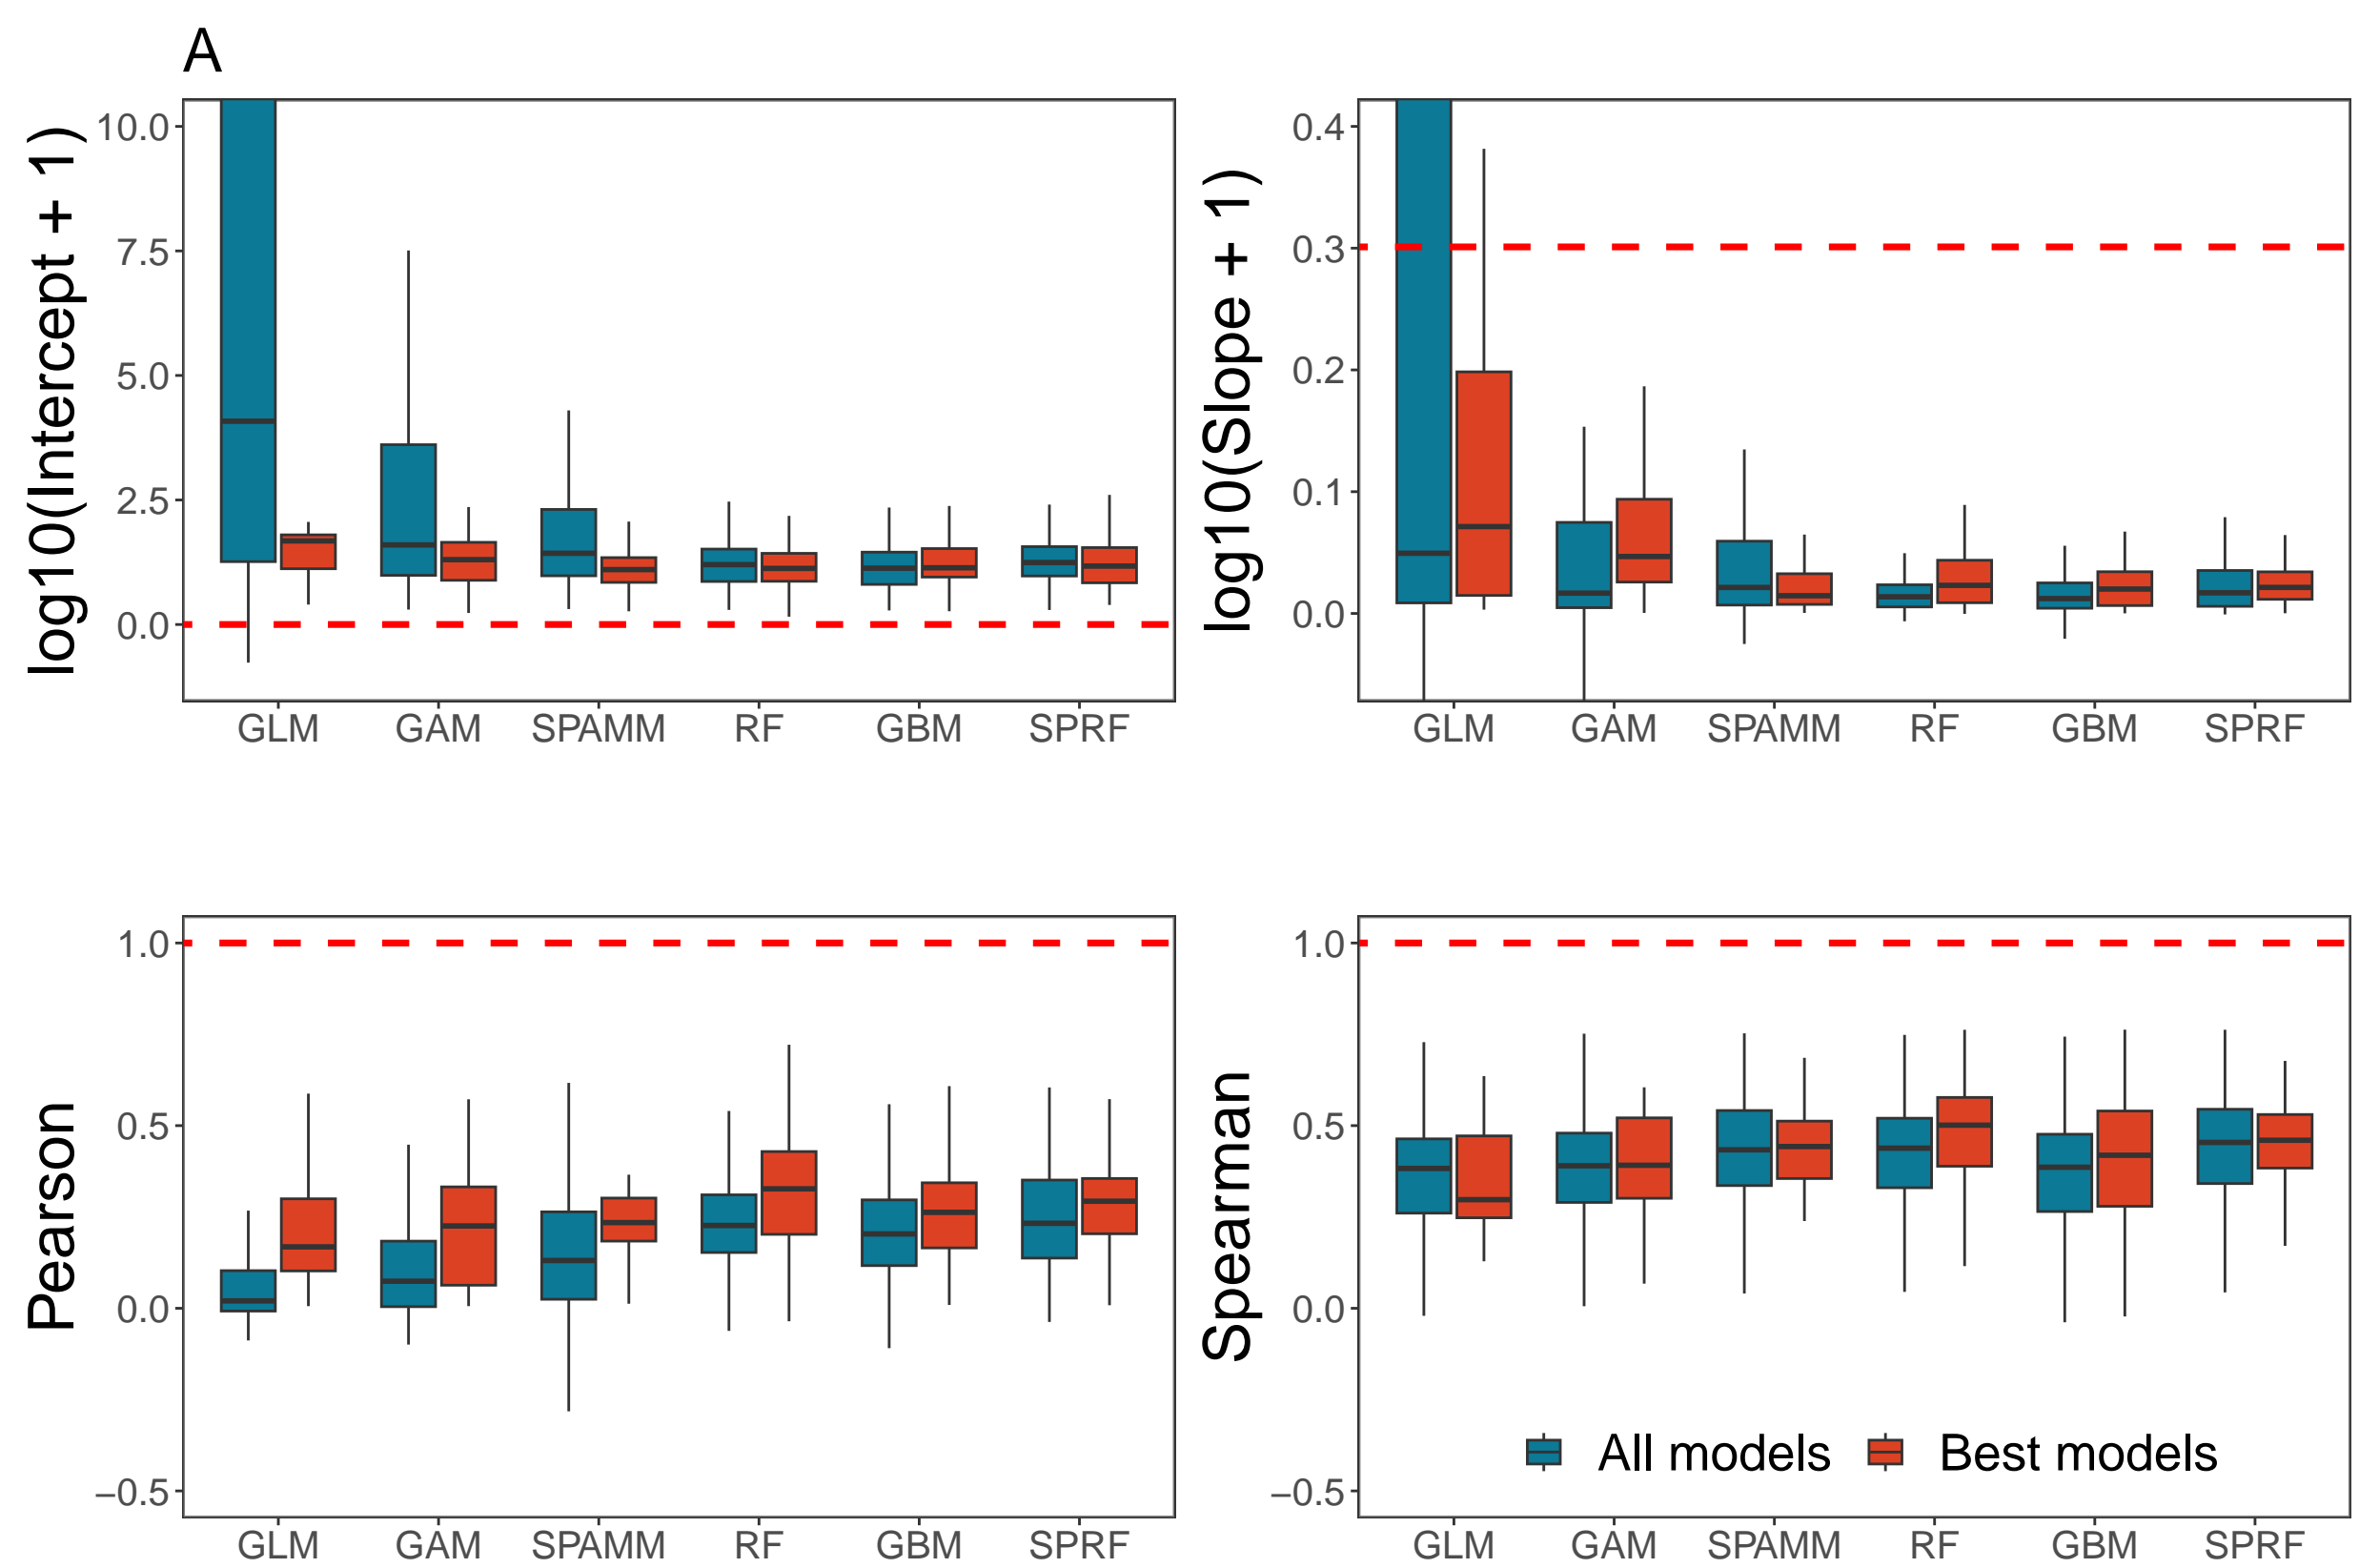 A
log10(Intercept + 1)
10.0
7.5
5.0
2.5
0.0
GLM GAM SPAMM RF GBM SPRF
log10(Slope + 1)
0.4
0.3
0.2
0.1
0.0
GLM GAM SPAMM RF GBM SPRF
Pearson
1.0
0.5
0.0
−0.5
GLM GAM SPAMM RF GBM SPRF
Spearman
1.0
0.5
0.0
−0.5
All models Best models
GLM GAM SPAMM RF GBM SPRF